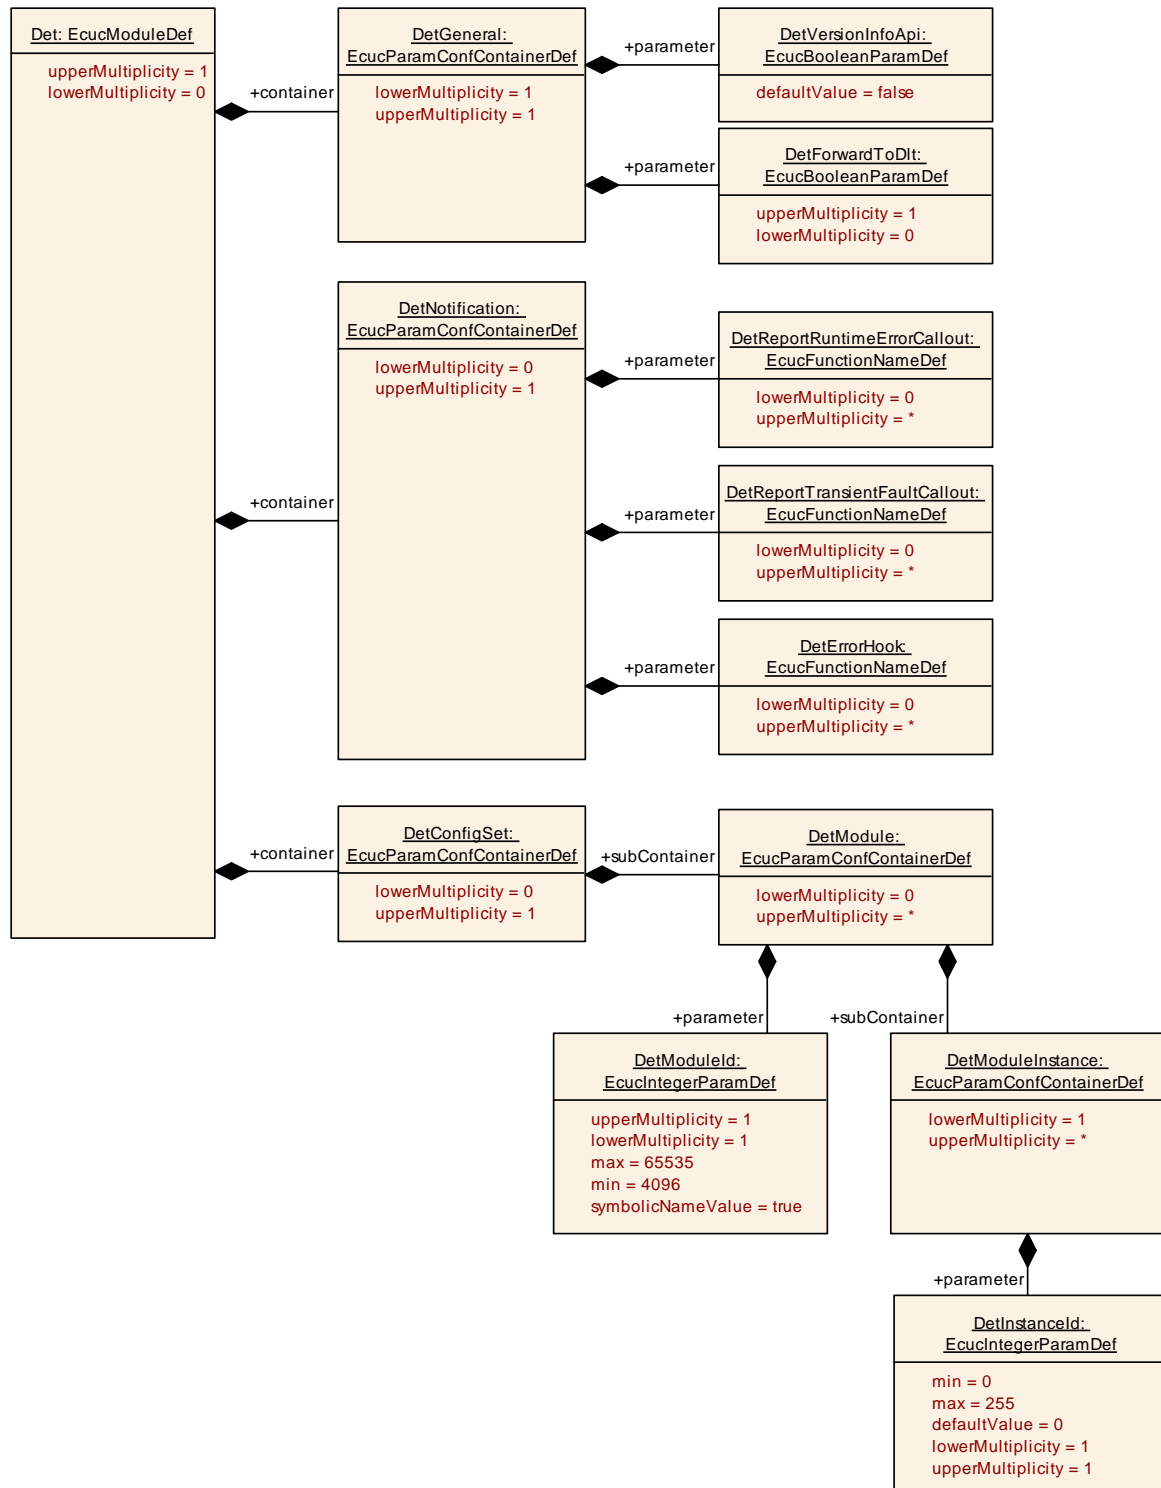 Det: EcucModuleDef
upperMultiplicity = 1
lowerMultiplicity = 0
+container
DetGeneral:
EcucParamConfContainerDef
lowerMultiplicity = 1
upperMultiplicity = 1
+parameter
DetVersionInfoApi:
EcucBooleanParamDef
defaultValue = false
+parameter
DetForwardToDlt:
EcucBooleanParamDef
upperMultiplicity = 1
lowerMultiplicity = 0
+container
DetNotification:
EcucParamConfContainerDef
lowerMultiplicity = 0
upperMultiplicity = 1
+parameter
DetReportRuntimeErrorCallout:
EcucFunctionNameDef
lowerMultiplicity = 0
upperMultiplicity = *
+parameter
DetReportTransientFaultCallout:
EcucFunctionNameDef
lowerMultiplicity = 0
upperMultiplicity = *
+parameter
DetErrorHook:
EcucFunctionNameDef
lowerMultiplicity = 0
upperMultiplicity = *
+container
DetConfigSet:
EcucParamConfContainerDef
lowerMultiplicity = 0
upperMultiplicity = 1
+subContainer
DetModule:
EcucParamConfContainerDef
lowerMultiplicity = 0
upperMultiplicity = *
+parameter
DetModuleId:
EcucIntegerParamDef
upperMultiplicity = 1
lowerMultiplicity = 1
max = 65535
min = 4096
symbolicNameValue = true
+subContainer
DetModuleInstance:
EcucParamConfContainerDef
lowerMultiplicity = 1
upperMultiplicity = *
+parameter
DetInstanceId:
EcucIntegerParamDef
min = 0
max = 255
defaultValue = 0
lowerMultiplicity = 1
upperMultiplicity = 1